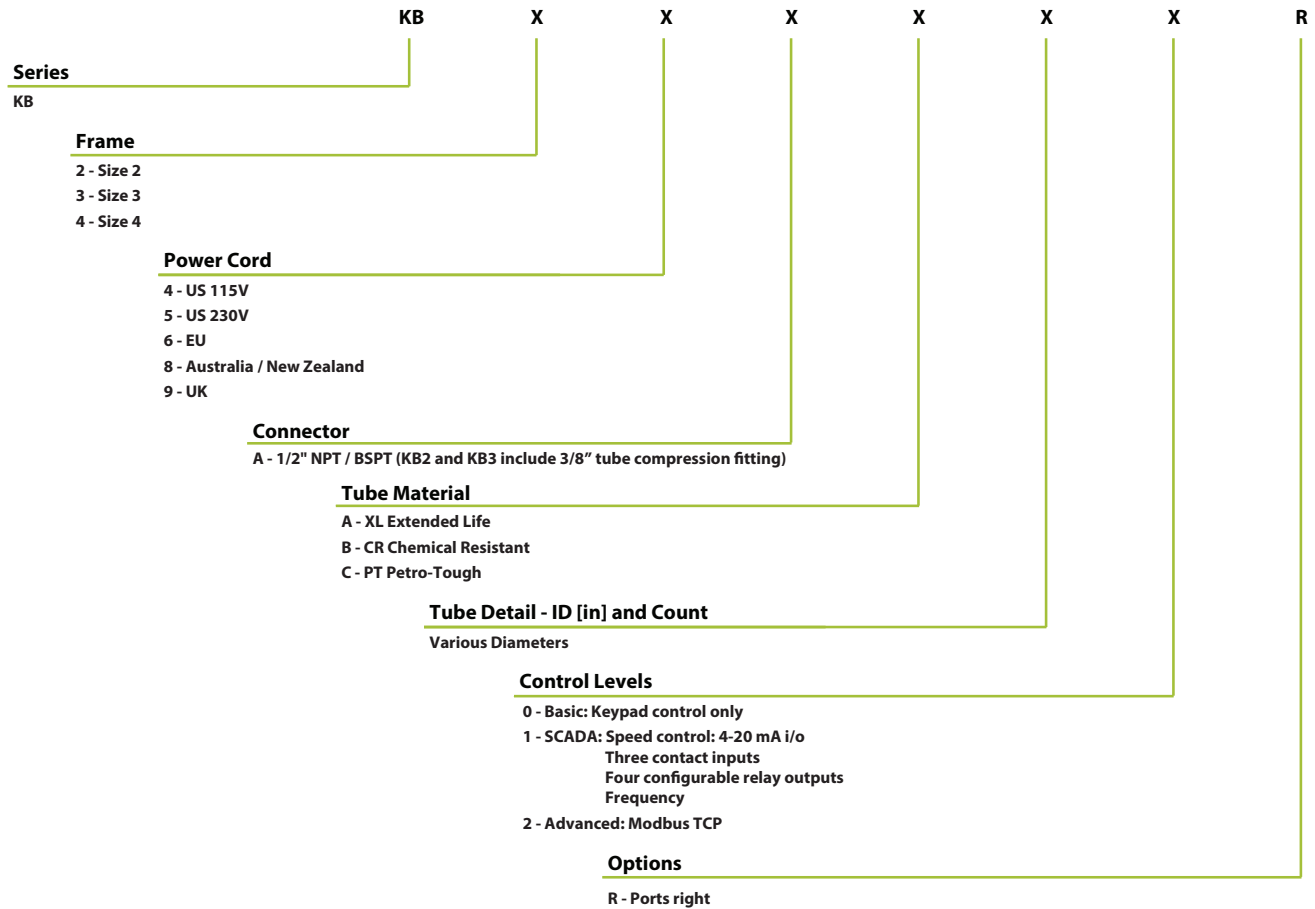 KB X X X X X X R
Series
KB
Frame
2 - Size 2
3 - Size 3
4 - Size 4
Power Cord
4 - US 115V
5 - US 230V
6 - EU
8 - Australia / New Zealand
9 - UK
Connector
A - 1/2" NPT / BSPT (KB2 and KB3 include 3/8” tube compression fitting)
Tube Material
A - XL Extended Life
B - CR Chemical Resistant
C - PT Petro-Tough
Tube Detail - ID [in] and Count
Various Diameters
Control Levels
0 - Basic: Keypad control only
1 - SCADA: Speed control: 4-20 mA i/o
Three contact inputs
Four configurable relay outputs
Frequency
2 - Advanced: Modbus TCP
Options
R - Ports right